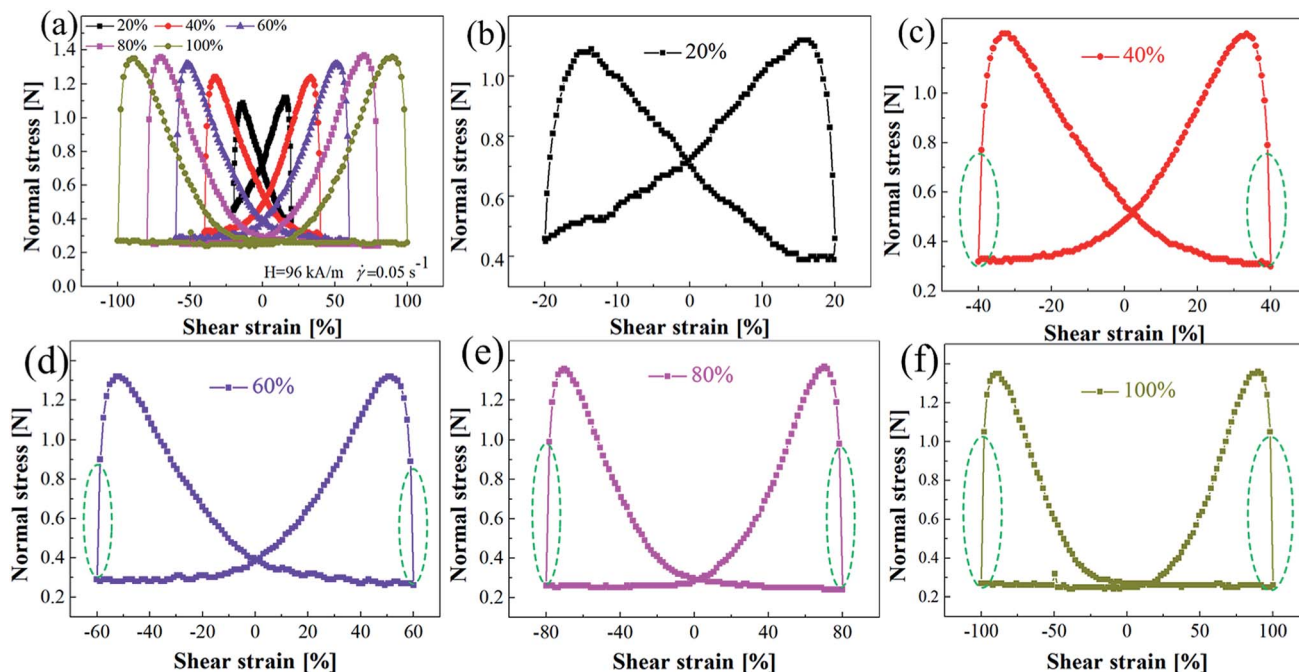 (a)
20% 40% 60%
80% 100%
Normal stress [N]
1.4
1.2
1.0
0.8
0.6
0.4
0.2
0.0
H=96 kA/m γ̇=0.05 s⁻¹
-100 -50 0 50 100
Shear strain [%]
(b)
20%
Normal stress [N]
1.0
0.8
0.6
0.4
-20 -10 0 10 20
Shear strain [%]
(c)
40%
Normal stress [N]
1.2
1.0
0.8
0.6
0.4
0.2
-40 -20 0 20 40
Shear strain [%]
(d)
60%
Normal stress [N]
1.2
1.0
0.8
0.6
0.4
0.2
-60 -40 -20 0 20 40 60
Shear strain [%]
(e)
80%
Normal stress [N]
1.2
1.0
0.8
0.6
0.4
0.2
-80 -40 0 40 80
Shear strain [%]
(f)
100%
Normal stress [N]
1.2
1.0
0.8
0.6
0.4
0.2
-100 -50 0 50 100
Shear strain [%]